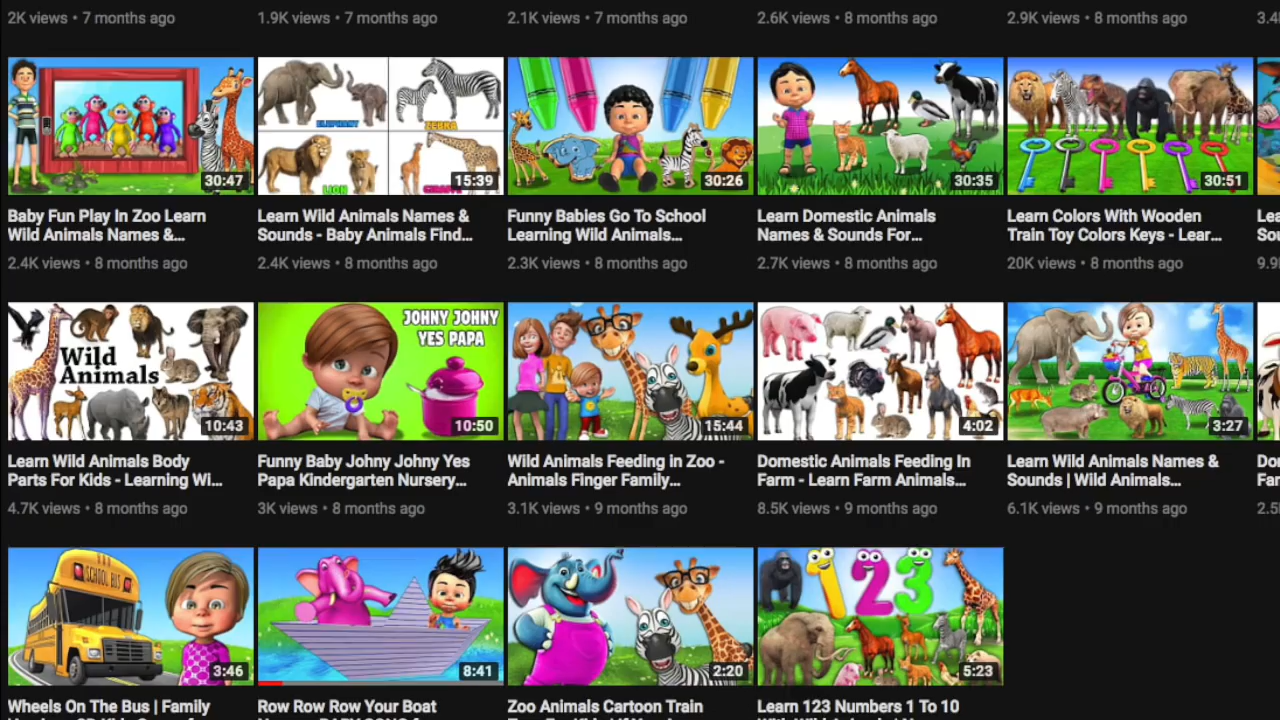 2K views • 7 months ago
1.9K views • 7 months ago
2.1K views • 7 months ago
2.6K views • 8 months ago
2.9K views • 8 months ago
30:47
ELEPHANT
ZEBRA
LION
15:39
30:26
30:35
30:51
Baby Fun Play In Zoo Learn
Wild Animals Names &...
2.4K views • 8 months ago
Learn Wild Animals Names &
Sounds - Baby Animals Find...
2.4K views • 8 months ago
Funny Babies Go To School
Learning Wild Animals...
2.3K views • 8 months ago
Learn Domestic Animals
Names & Sounds For...
2.7K views • 8 months ago
Learn Colors With Wooden
Train Toy Colors Keys - Lear...
20K views • 8 months ago
Wild
Animals
10:43
JOHNY JOHNY
YES PAPA
10:50
15:44
4:02
3:27
Learn Wild Animals Body
Parts For Kids - Learning Wi...
4.7K views • 8 months ago
Funny Baby Johny Johny Yes
Papa Kindergarten Nursery...
3K views • 8 months ago
Wild Animals Feeding in Zoo -
Animals Finger Family...
3.1K views • 9 months ago
Domestic Animals Feeding In
Farm - Learn Farm Animals...
8.5K views • 9 months ago
Learn Wild Animals Names &
Sounds | Wild Animals...
6.1K views • 9 months ago
SCHOOL BUS
3:46
8:41
2:20
123
5:23
Wheels On The Bus | Family
Row Row Row Your Boat
Zoo Animals Cartoon Train
Learn 123 Numbers 1 To 10